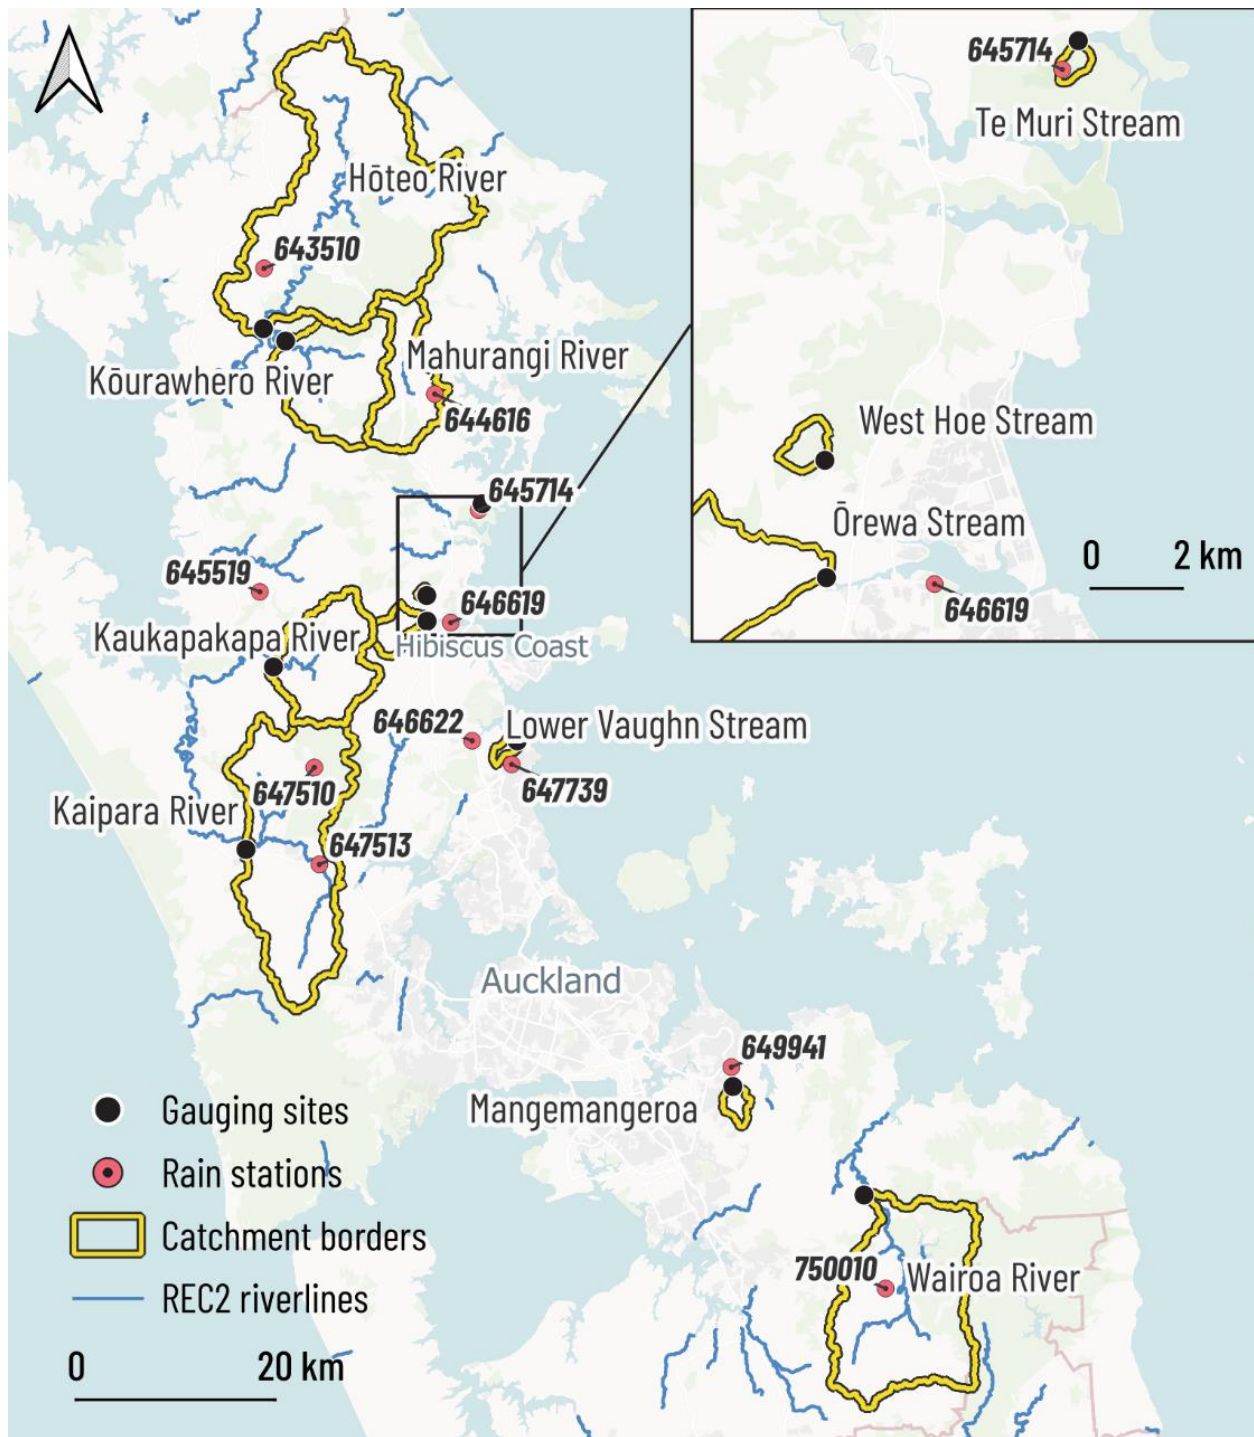 645714
Te Muri Stream
Hōteo River
643510
Mahurangi River
Kōurawhero River
644616
West Hoe Stream
Ōrewa Stream
0 2 km
646619
645714
645519
646619
Kaukapakapa River
Hibiscus Coast
646622
Lower Vaughn Stream
647510
647739
Kaipara River
647513
Auckland
649941
Mangemangeroa
Gauging sites
Rain stations
Catchment borders
REC2 riverlines
750010
Wairoa River
0 20 km